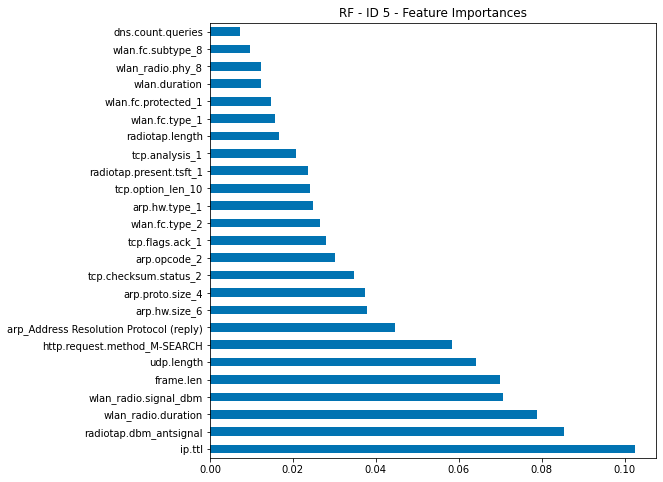 RF - ID 5 - Feature Importances
dns.count.queries
wlan.fc.subtype_8
wlan_radio.phy_8
wlan.duration
wlan.fc.protected_1
wlan.fc.type_1
radiotap.length
tcp.analysis_1
radiotap.present.tsft_1
tcp.option_len_10
arp.hw.type_1
wlan.fc.type_2
tcp.flags.ack_1
arp.opcode_2
tcp.checksum.status_2
arp.proto.size_4
arp.hw.size_6
arp_Address Resolution Protocol (reply)
http.request.method_M-SEARCH
udp.length
frame.len
wlan_radio.signal_dbm
wlan_radio.duration
radiotap.dbm_antsignal
ip.ttl
0.00 0.02 0.04 0.06 0.08 0.10